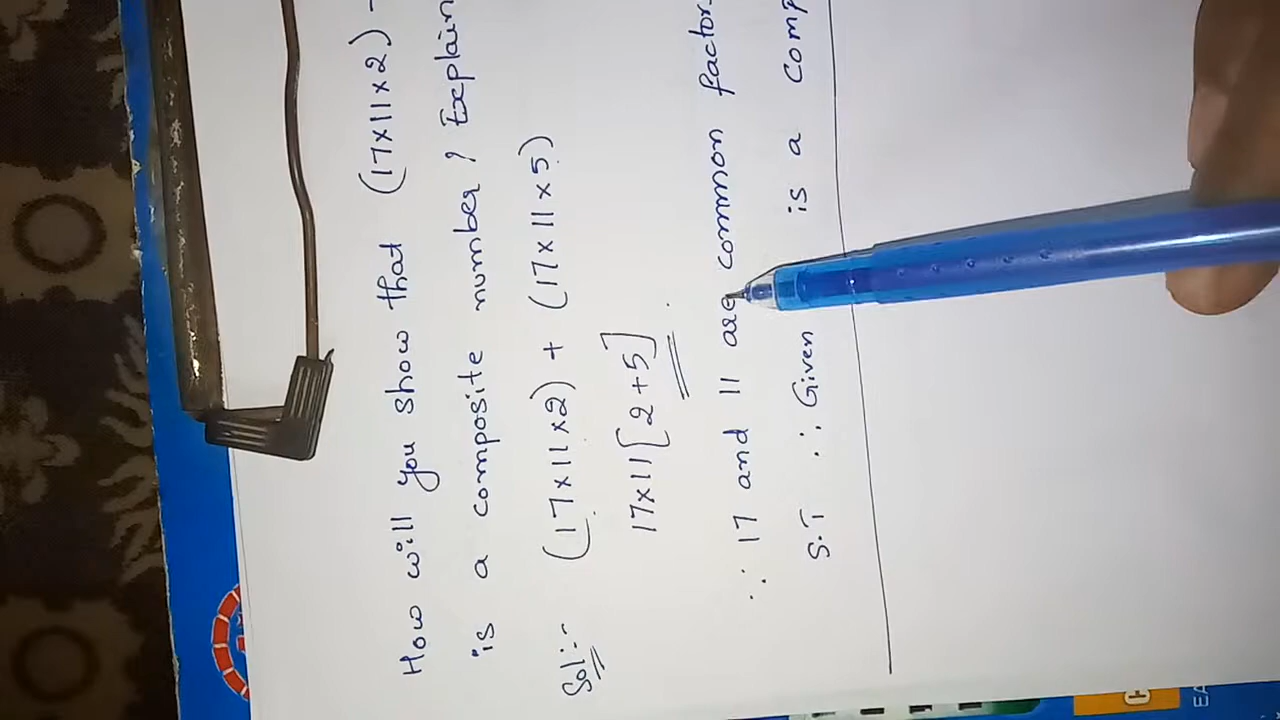 How will you show that (17×11×2) -
is a composite number? Explain
Sol:- (17×11×2) + (17×11×5)
17×11[2+5].
∴ 17 and 11 are common factor
S.T ∴ Given is a comp
EA